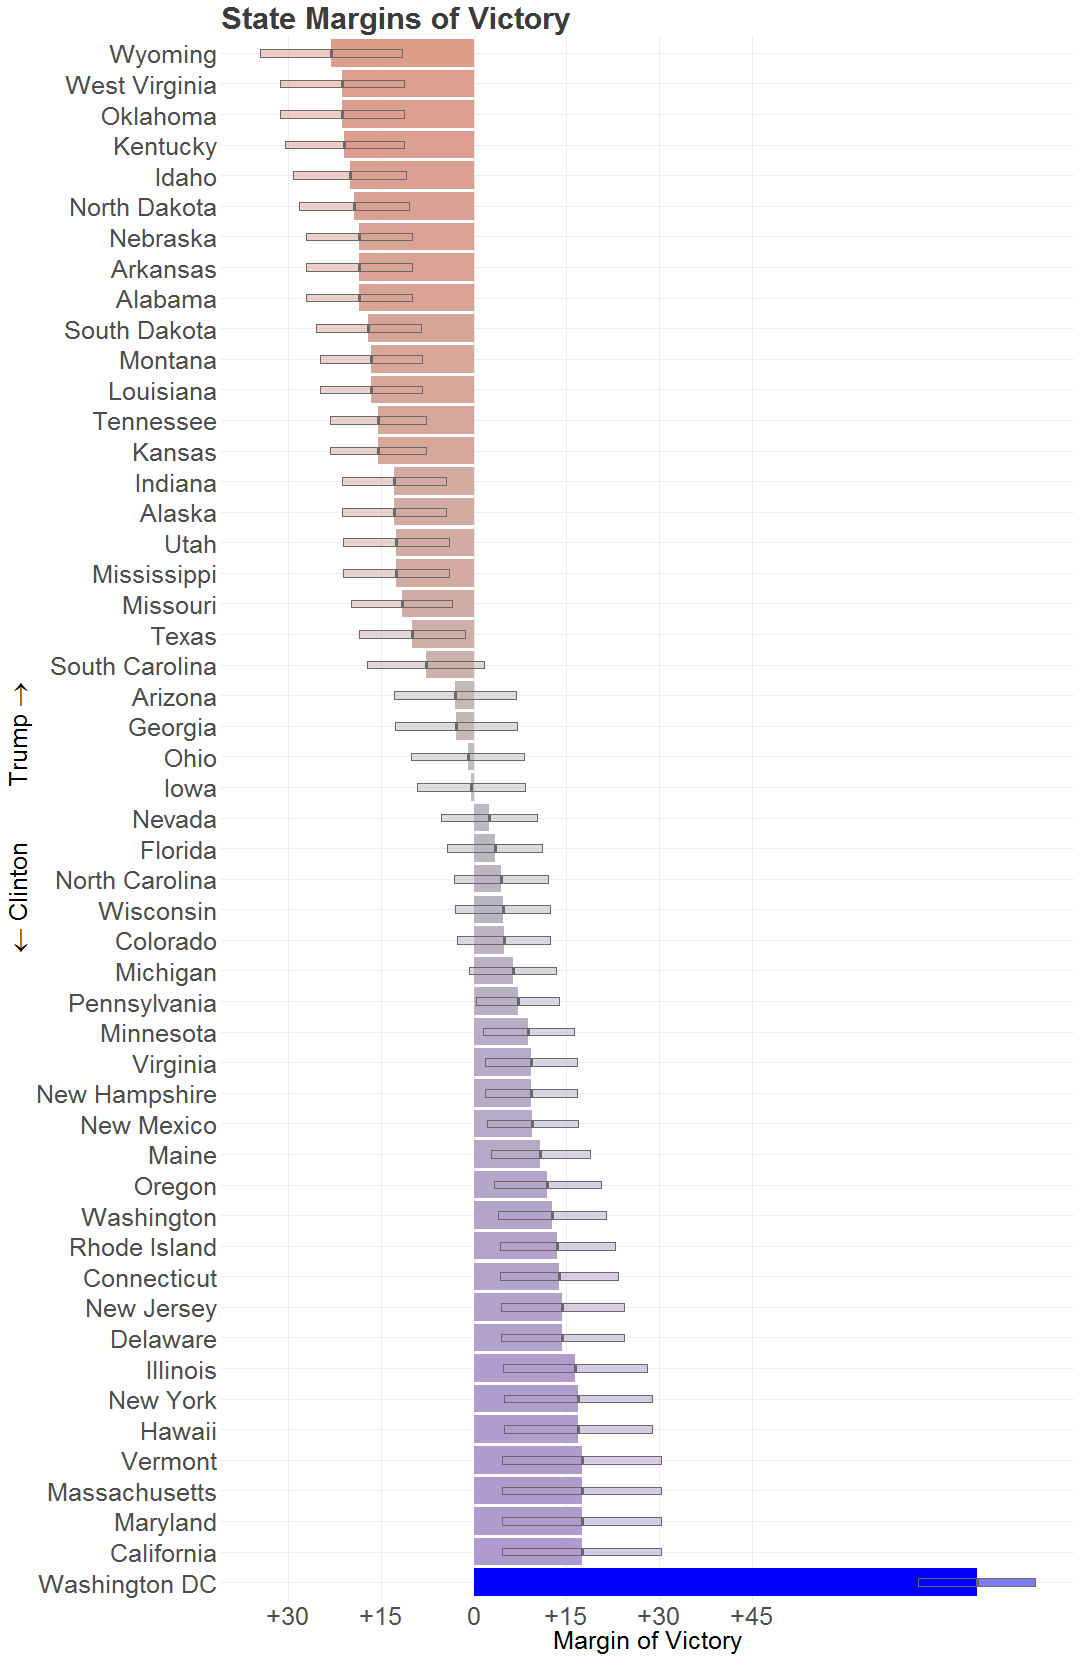 State Margins of Victory
Wyoming
West Virginia
Oklahoma
Kentucky
Idaho
North Dakota
Nebraska
Arkansas
Alabama
South Dakota
Montana
Louisiana
Tennessee
Kansas
Indiana
Alaska
Utah
Mississippi
Missouri
Texas
South Carolina
Arizona
Georgia
Ohio
Iowa
Nevada
Florida
North Carolina
Wisconsin
Colorado
Michigan
Pennsylvania
Minnesota
Virginia
New Hampshire
New Mexico
Maine
Oregon
Washington
Rhode Island
Connecticut
New Jersey
Delaware
Illinois
New York
Hawaii
Vermont
Massachusetts
Maryland
California
Washington DC
← Clinton Trump →
+30 +15 0 +15 +30 +45
Margin of Victory